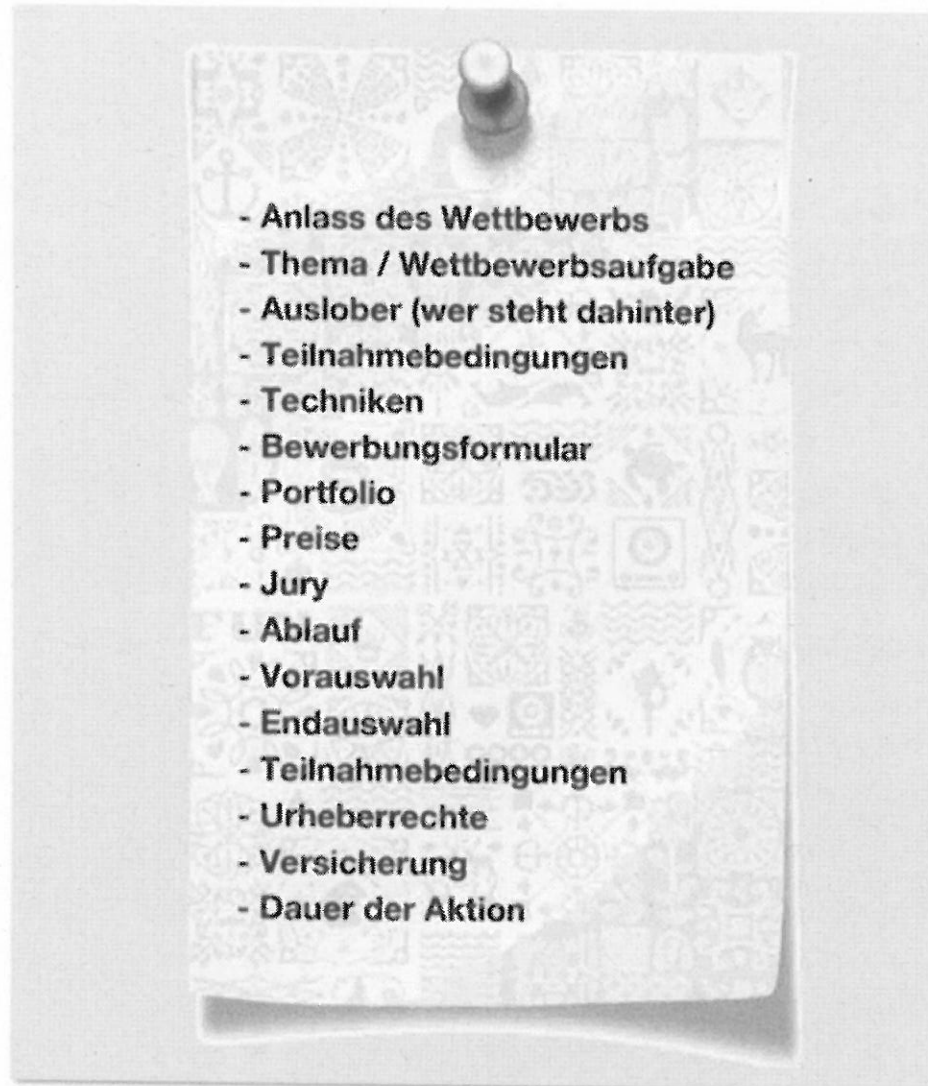 - Anlass des Wettbewerbs
- Thema / Wettbewerbsaufgabe
- Auslober (wer steht dahinter)
- Teilnahmebedingungen
- Techniken
- Bewerbungsformular
- Portfolio
- Preise
- Jury
- Ablauf
- Vorauswahl
- Endauswahl
- Teilnahmebedingungen
- Urheberrechte
- Versicherung
- Dauer der Aktion